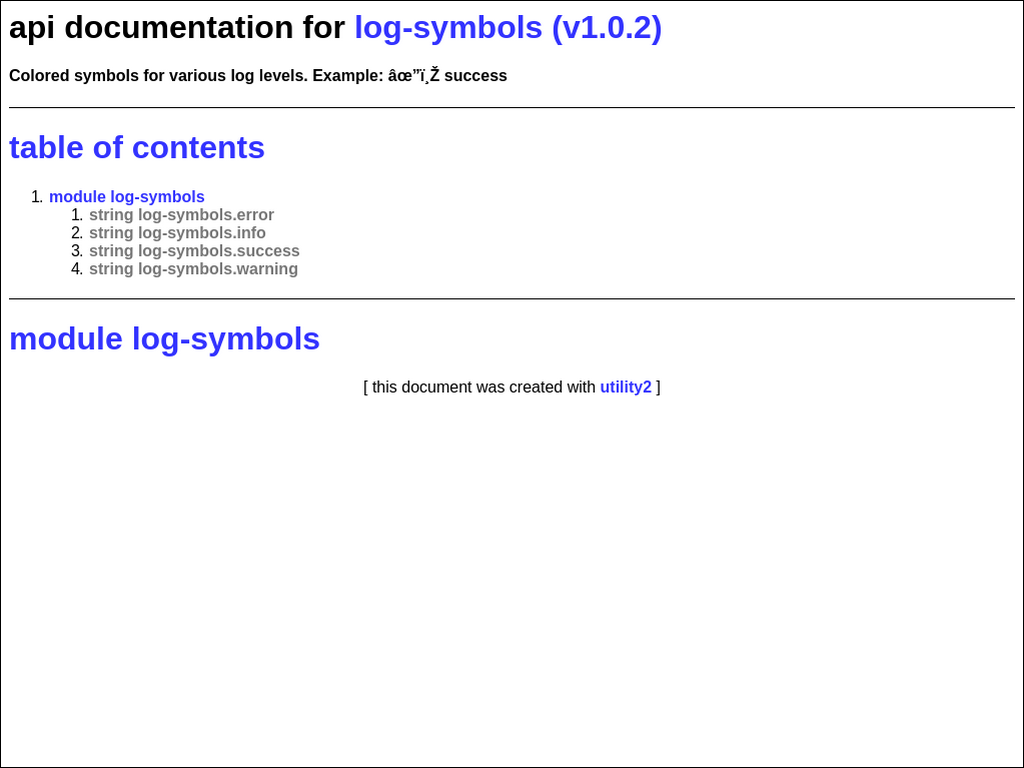 api documentation for log-symbols (v1.0.2)
Colored symbols for various log levels. Example: âœ”ï¸Ž success
table of contents
1. module log-symbols
1. string log-symbols.error
2. string log-symbols.info
3. string log-symbols.success
4. string log-symbols.warning
module log-symbols
[ this document was created with utility2 ]